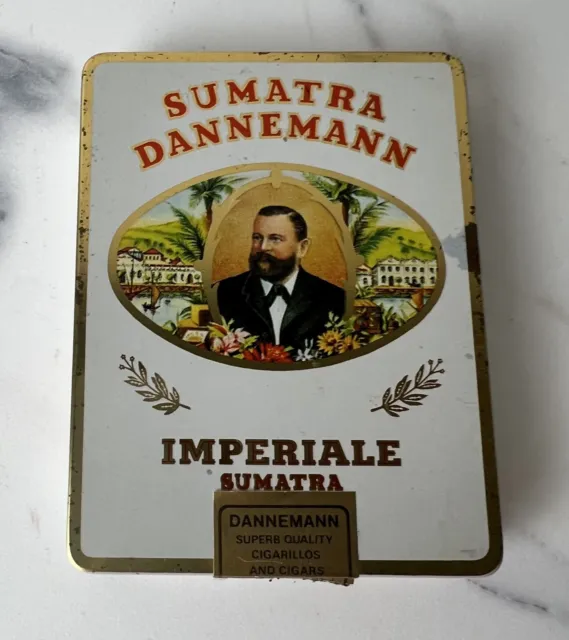 SUMATRA
DANNEMANN
IMPERIALE
SUMATRA
DANNEMANN
SUPERB QUALITY
CIGARILLOS
AND CIGARS